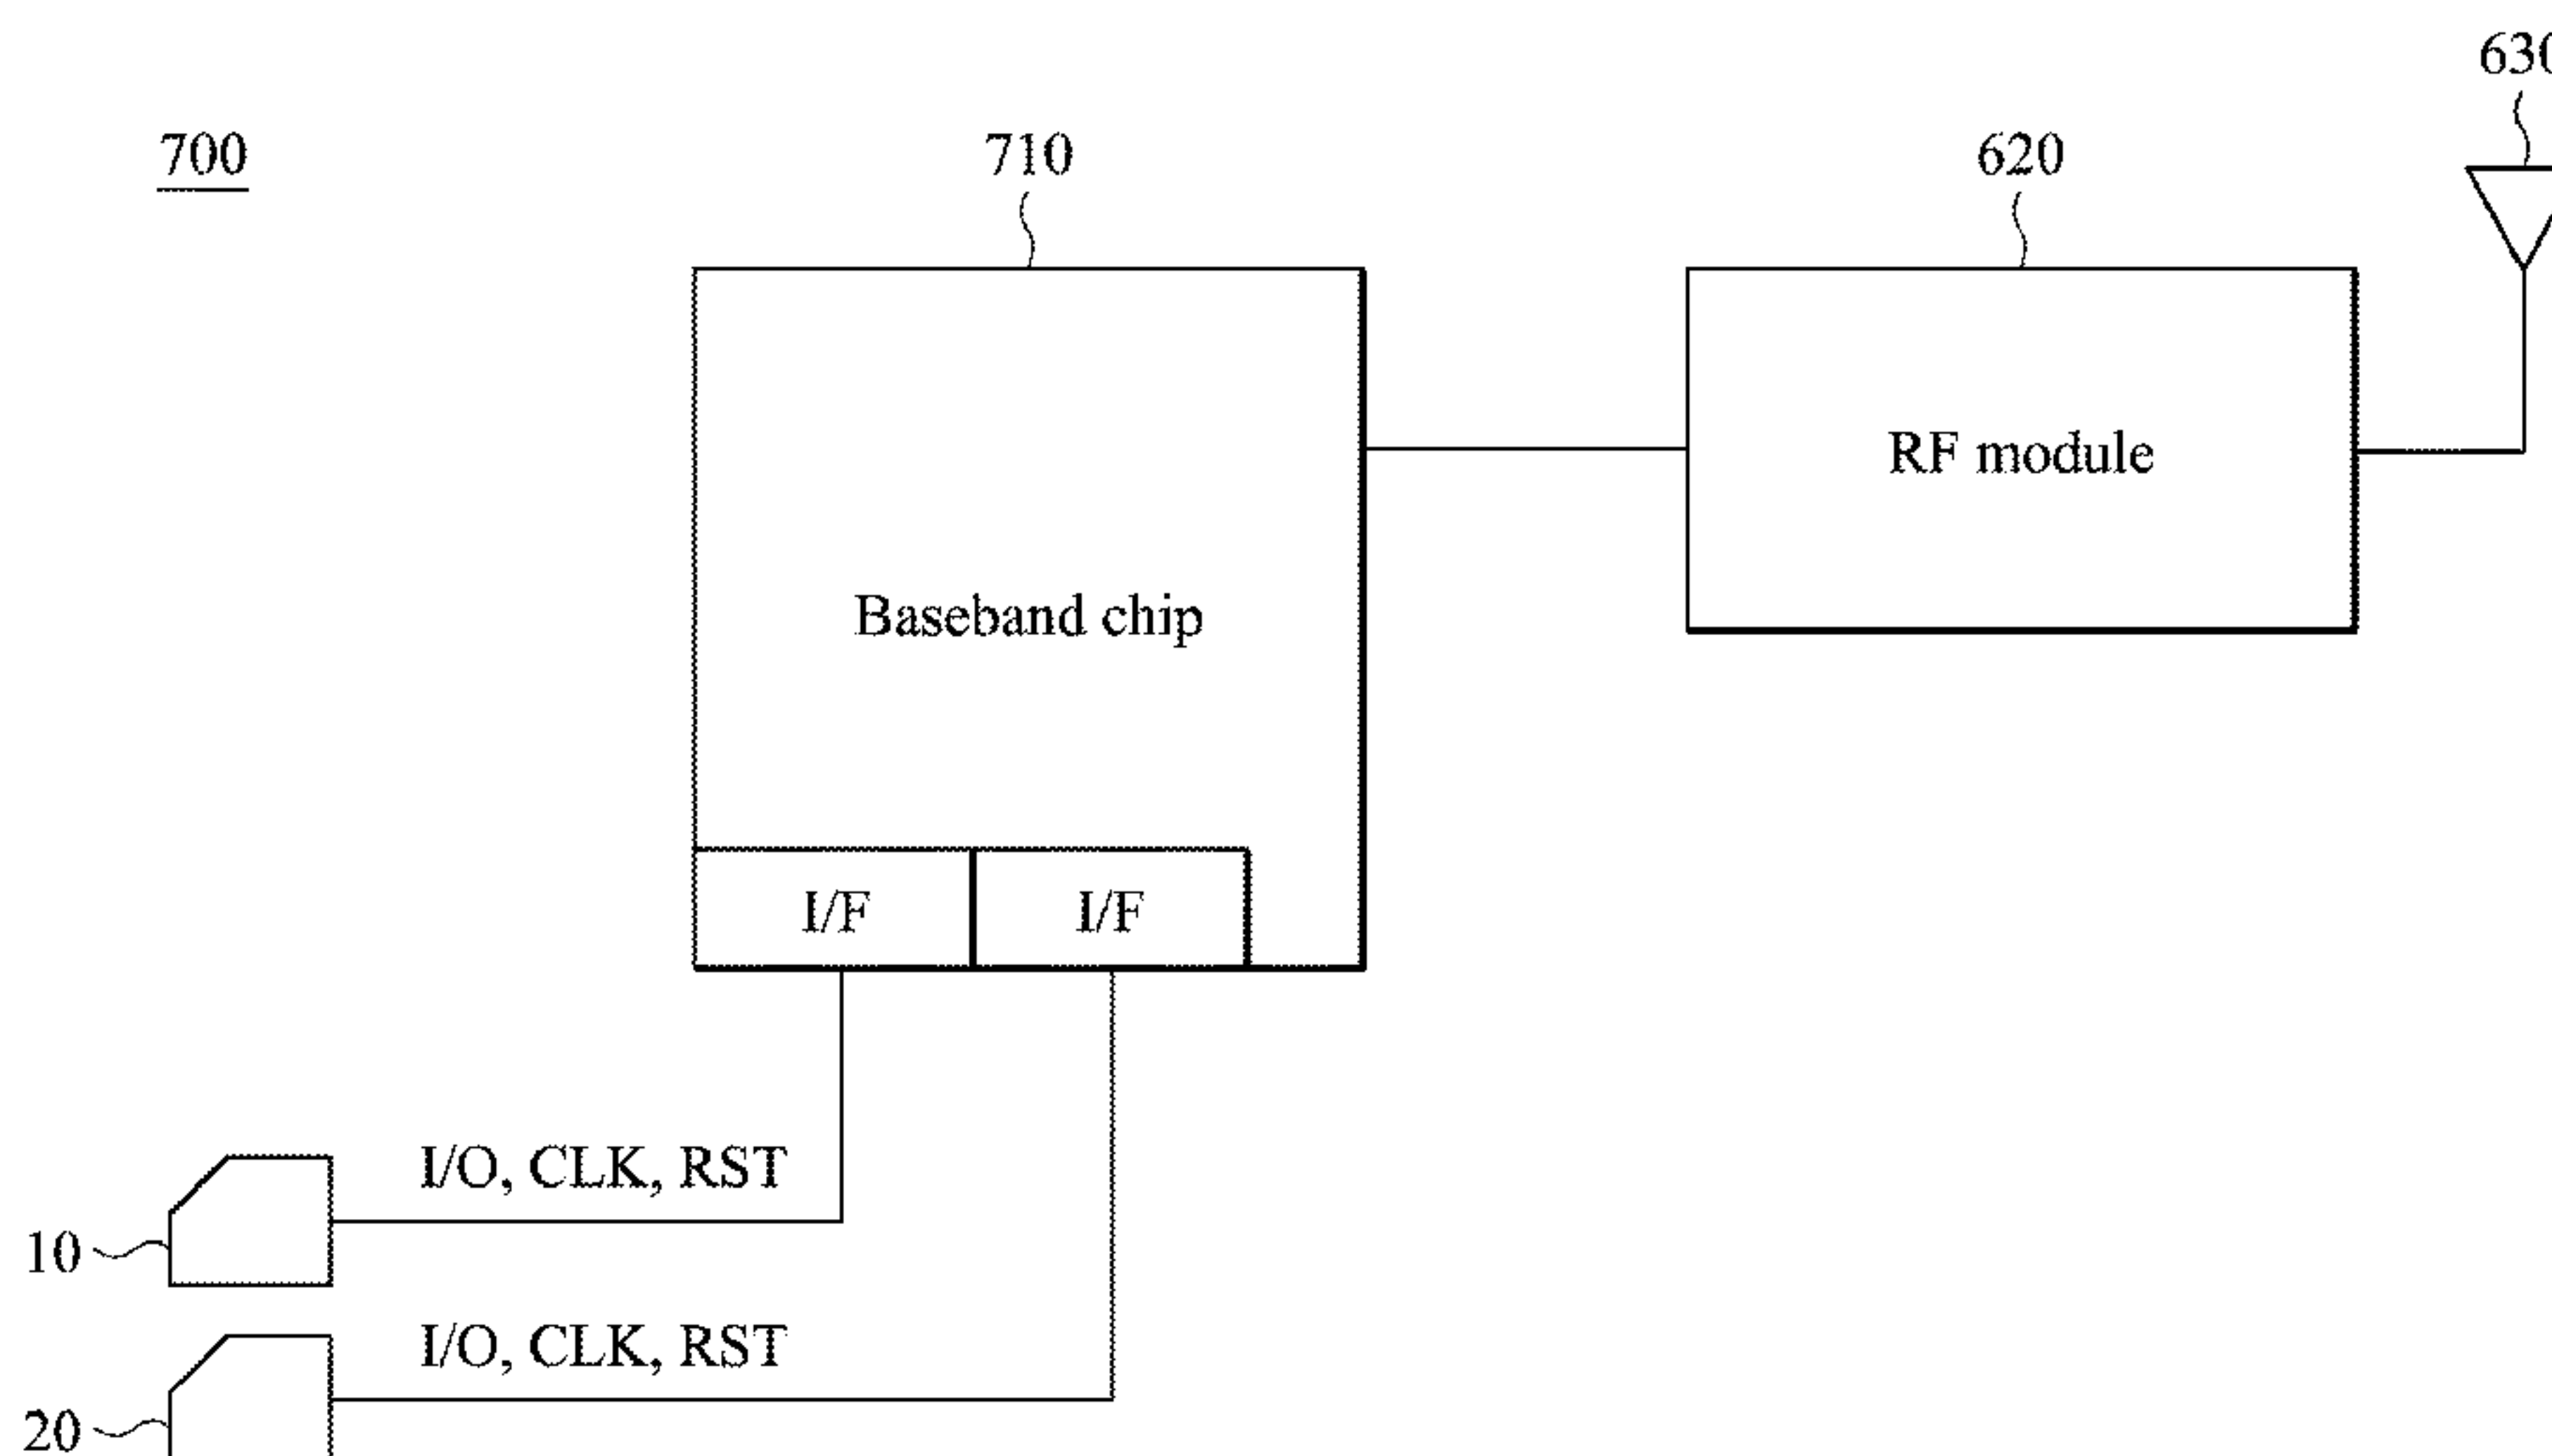 630
700
710
620
RF module
Baseband chip
I/F
I/F
I/O, CLK, RST
10
I/O, CLK, RST
20